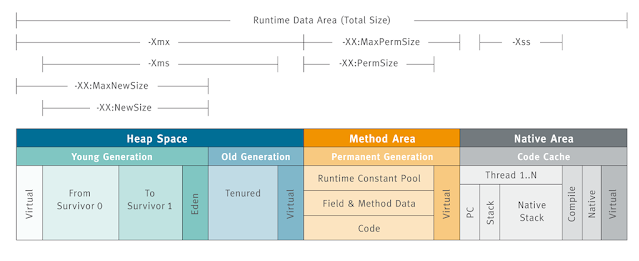 Runtime Data Area (Total Size)
-Xmx
-XX:MaxPermSize
-Xss
-Xms
-XX:PermSize
-XX:MaxNewSize
-XX:NewSize
Heap Space
Method Area
Native Area
Young Generation
Old Generation
Permanent Generation
Code Cache
Virtual
From
Survivor 0
To
Survivor 1
Eden
Tenured
Virtual
Runtime Constant Pool
Field & Method Data
Code
Virtual
Thread 1..N
PC
Stack
Native
Stack
Compile
Native
Virtual